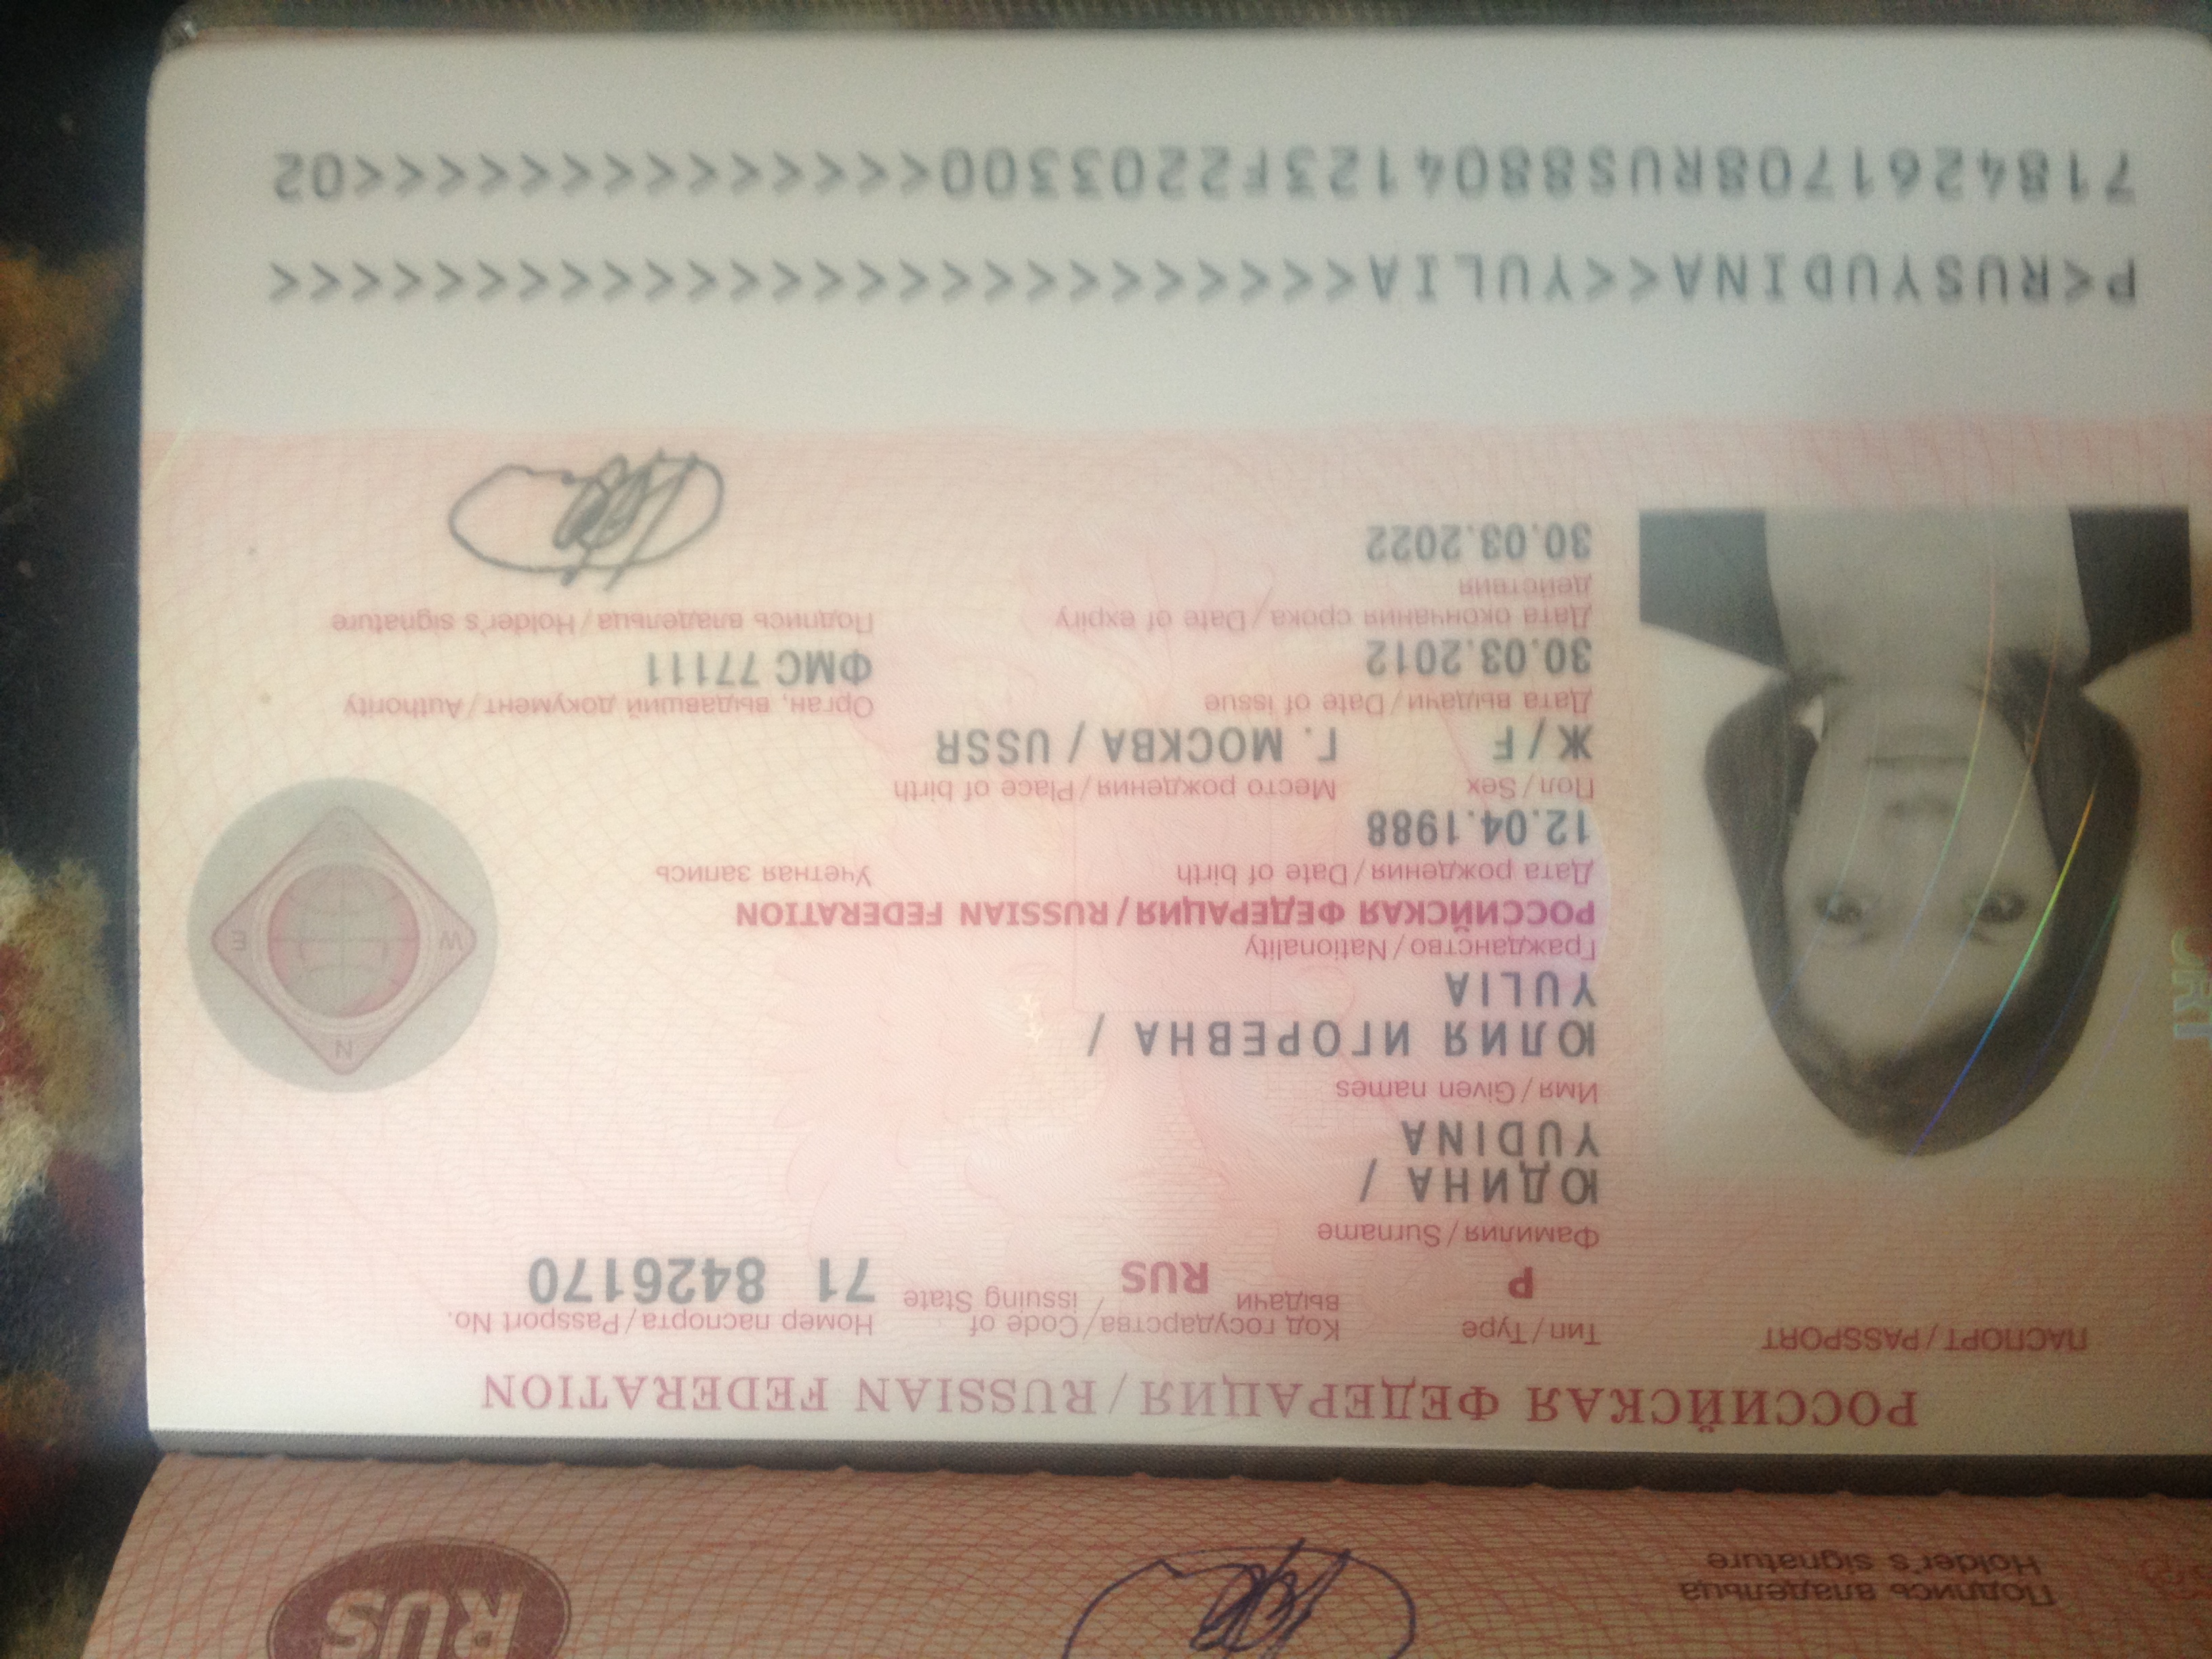 RUS
Подпись владельца
Holder's signature
РОССИЙСКАЯ ФЕДЕРАЦИЯ / RUSSIAN FEDERATION
ПАСПОРТ / PASSPORT
Тип / Type
P
Код государства / Code of
выдачи / issuing State
RUS
Номер паспорта / Passport No.
71 8426170
Фамилия / Surname
ЮДИНА /
YUDINA
Имя / Given names
ЮЛИЯ ИГОРЕВНА /
YULIA
Гражданство / Nationality
РОССИЙСКАЯ ФЕДЕРАЦИЯ / RUSSIAN FEDERATION
Дата рождения / Date of birth
12.04.1988
Учетная запись
Пол / Sex
Ж / F
Место рождения / Place of birth
Г. МОСКВА / USSR
Дата выдачи / Date of issue
30.03.2012
Орган, выдавший документ / Authority
ФМС 77111
Дата окончания срока / Date of expiry
действия
30.03.2022
Подпись владельца / Holder's signature
N
E
W
P<RUSYUDINA<<YULIA<<<<<<<<<<<<<<<<<<<<<<<<<<
7184261708RUS8804123F2203300<<<<<<<<<<<<<<02